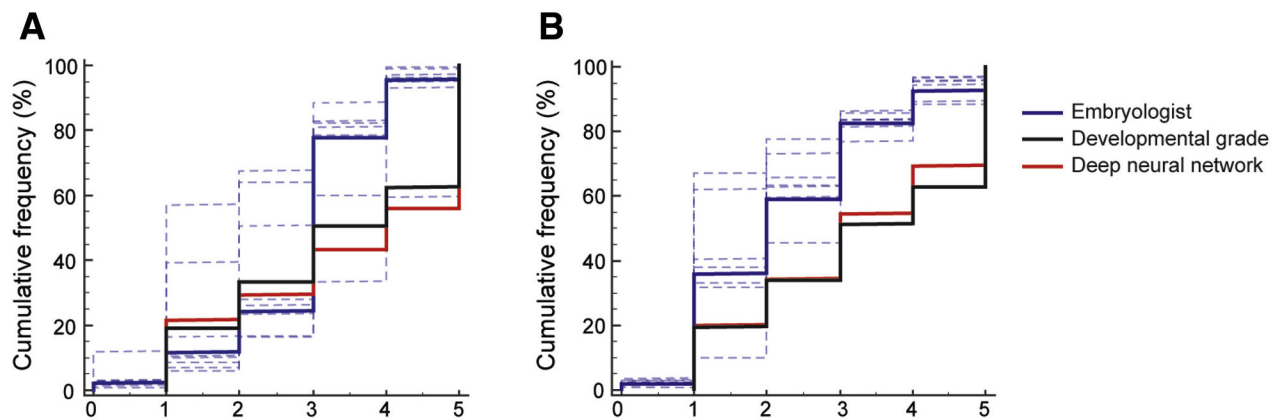 A
Cumulative frequency (%)
100
80
60
40
20
0
0 1 2 3 4 5
B
Cumulative frequency (%)
100
80
60
40
20
0
0 1 2 3 4 5
Embryologist
Developmental grade
Deep neural network